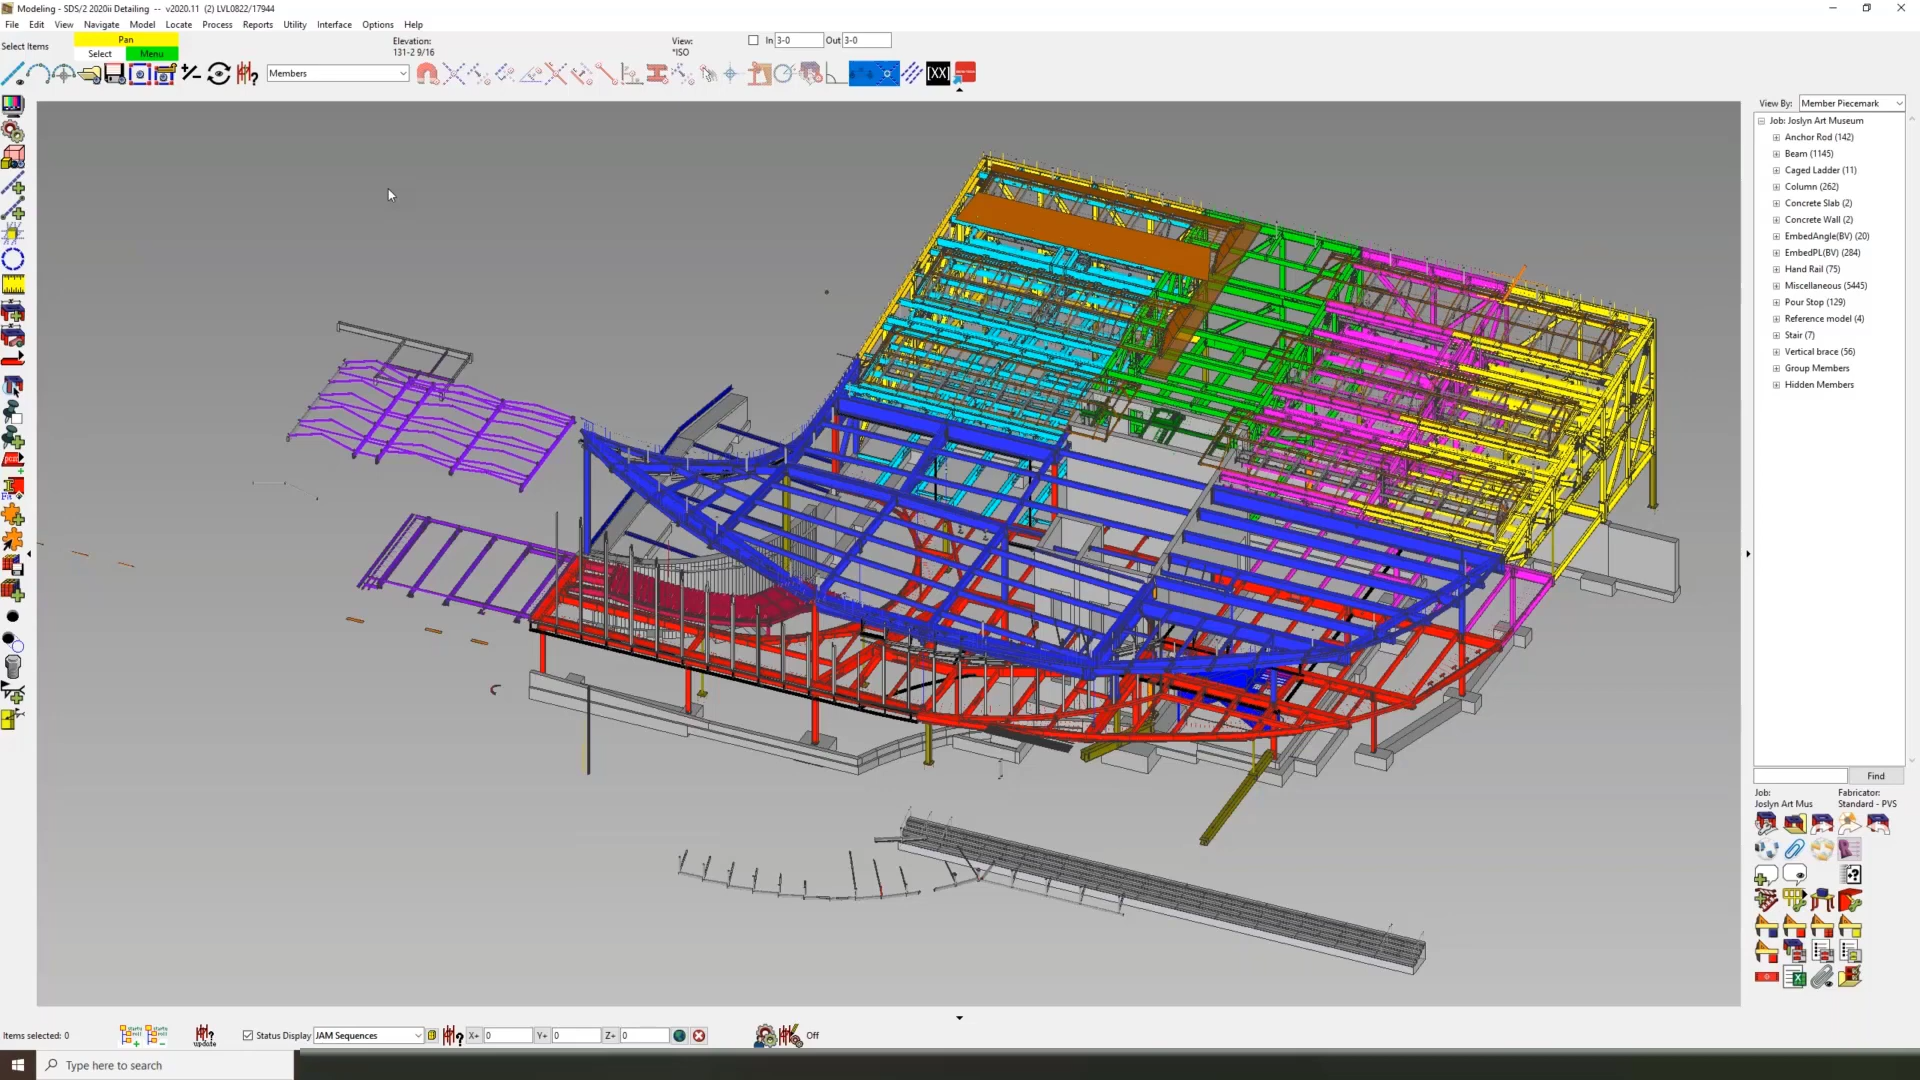 Modeling - SDS/2 2020ii Detailing -- v2020.11 (2) LVL0822/17944
File Edit View Navigate Model Locate Process Reports Utility Interface Options Help
Select Items
Pan
Select Menu
Elevation:
131-2 9/16
View:
*ISO
In 3-0 Out 3-0
Members
[XX]
View By: Member Piecemark
Job: Joslyn Art Museum
Anchor Rod (142)
Beam (1145)
Caged Ladder (11)
Column (262)
Concrete Slab (2)
Concrete Wall (2)
EmbedAngle(BV) (20)
EmbedPL(BV) (284)
Hand Rail (75)
Miscellaneous (5445)
Pour Stop (129)
Reference model (4)
Stair (7)
Vertical brace (56)
Group Members
Hidden Members
Find
Job: Fabricator:
Joslyn Art Mus Standard - PVS
Items selected: 0
update
Status Display JAM Sequences
X+ 0 Y+ 0 Z+ 0
Off
Type here to search